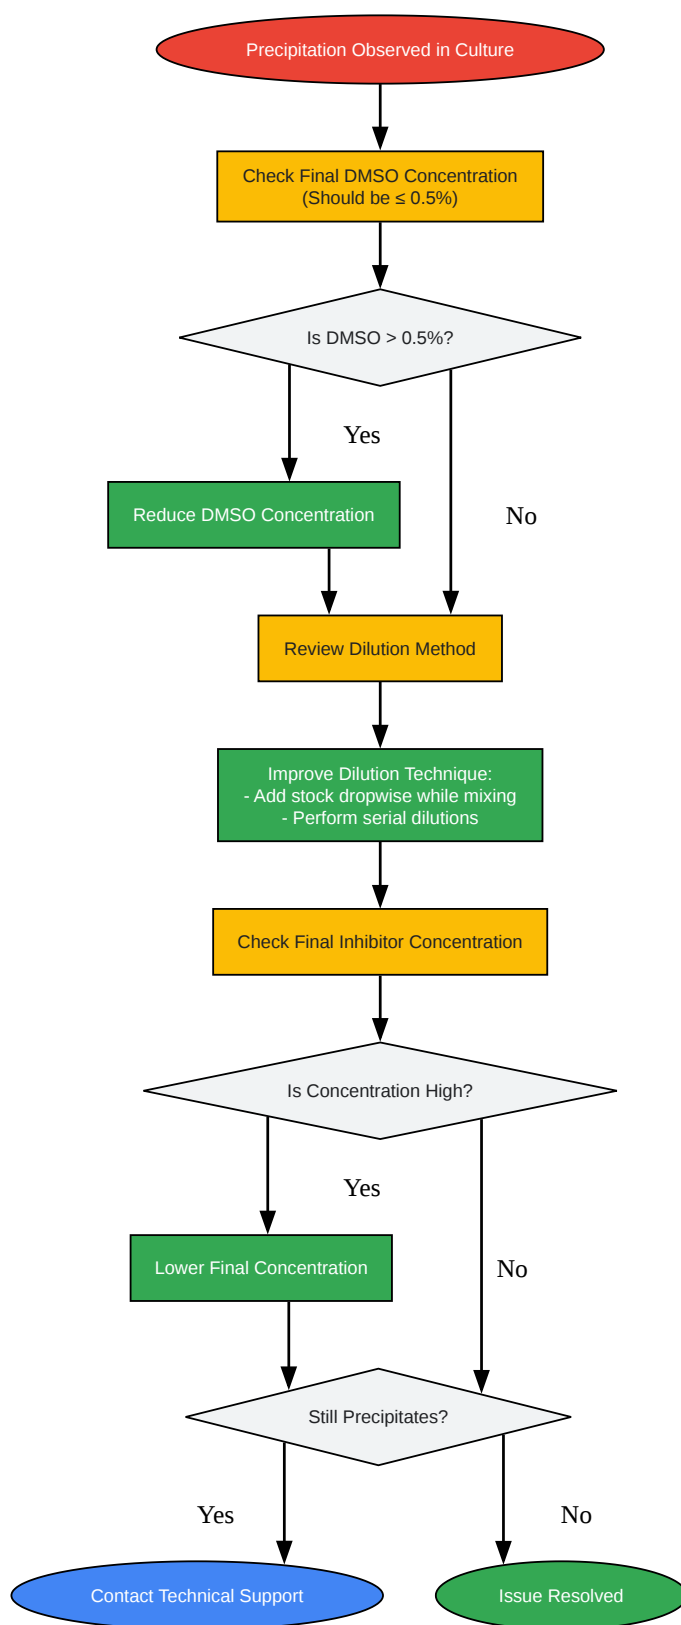 Precipitation Observed in Culture
Check Final DMSO Concentration
(Should be ≤ 0.5%)
Is DMSO > 0.5%?
Yes
Reduce DMSO Concentration
No
Review Dilution Method
Improve Dilution Technique:
- Add stock dropwise while mixing
- Perform serial dilutions
Check Final Inhibitor Concentration
Is Concentration High?
Yes
Lower Final Concentration
No
Still Precipitates?
Yes
No
Contact Technical Support
Issue Resolved